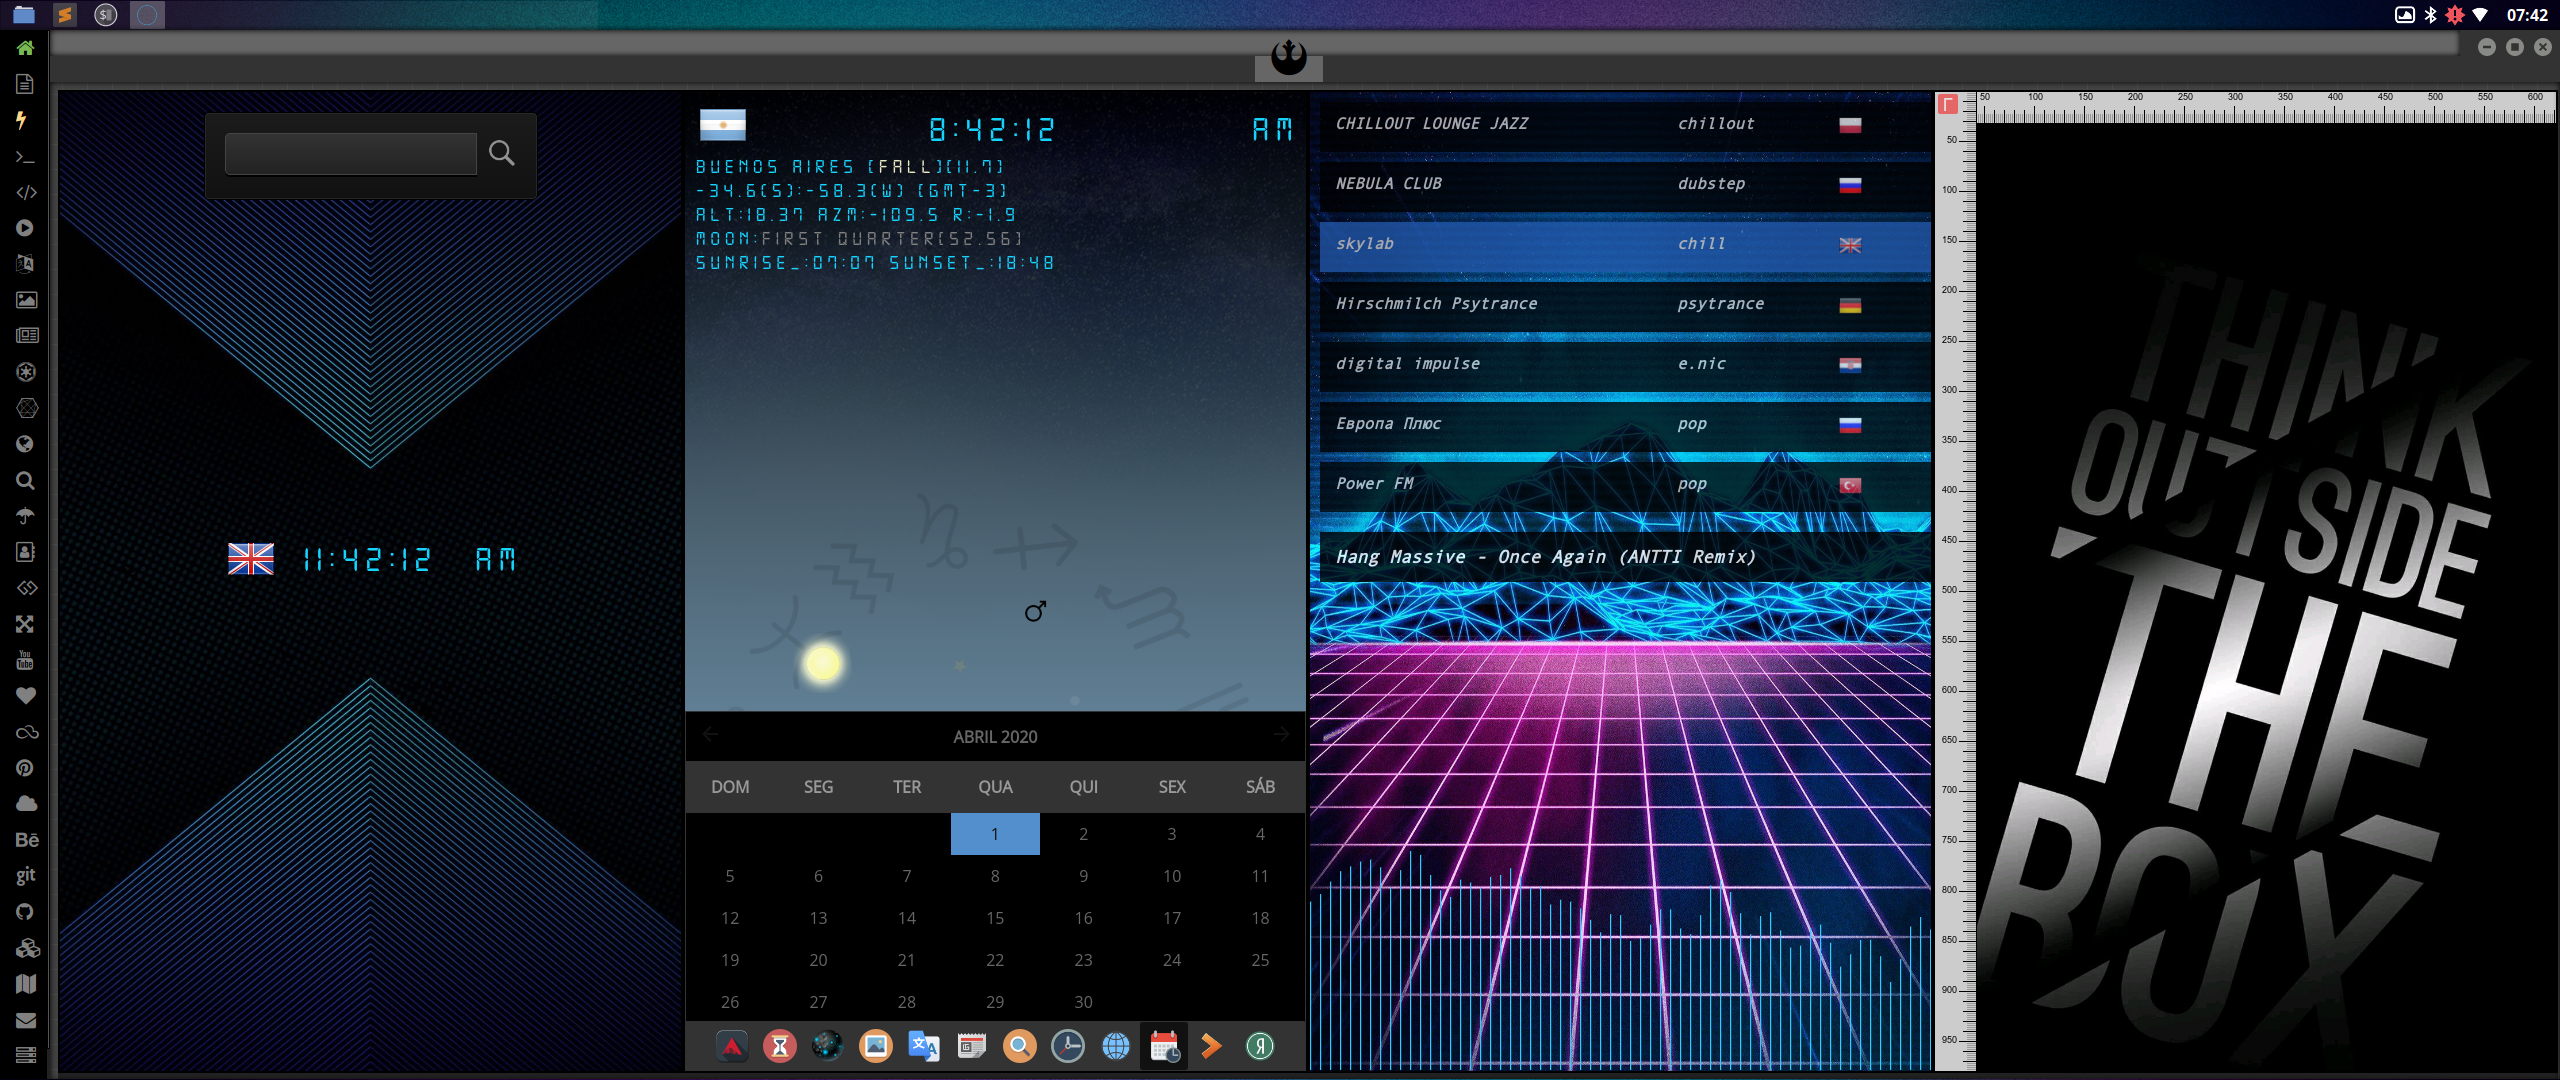 07:42
11:42:12 AM
8:42:12 AM
BUENOS AIRES [FALL][11.7]
-34.6(S):-58.3(W) [GMT-3]
ALT:18.37 AZM:-109.5 R:-1.9
MOON:FIRST QUARTER[52.56]
SUNRISE_:07:07 SUNSET_:18:48
ABRIL 2020
DOM SEG TER QUA QUI SEX SÁB
1 2 3 4
5 6 7 8 9 10 11
12 13 14 15 16 17 18
19 20 21 22 23 24 25
26 27 28 29 30
CHILLOUT LOUNGE JAZZ chillout
NEBULA CLUB dubstep
skylab chill
Hirschmilch Psytrance psytrance
digital impulse e.nic
Европа Плюс pop
Power FM pop
Hang Massive - Once Again (ANTTI Remix)
50 100 150 200 250 300 350 400 450 500 550 600
50
100
150
200
250
300
350
400
450
500
550
600
650
700
750
800
850
900
950
THINK
OUTSIDE
THE
BOX
You
Tube
Bē
git